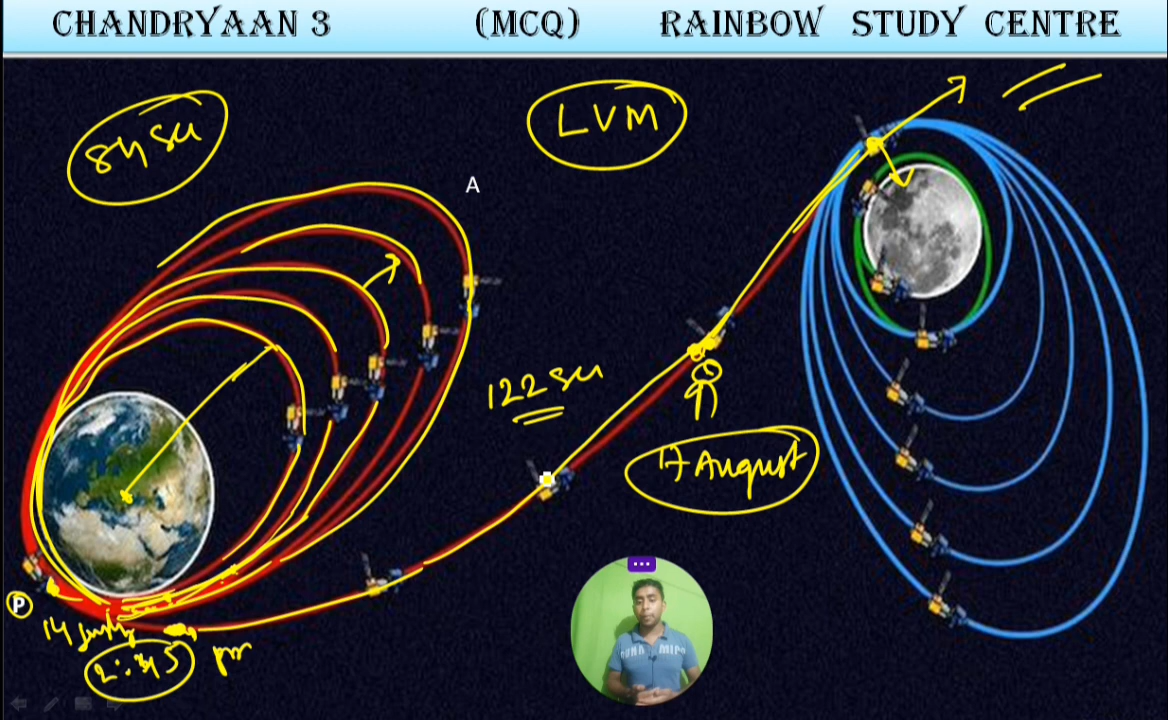 CHANDRYAAN 3 (MCQ) RAINBOW STUDY CENTRE
84 su
LVM
A
122 su
17 August
P
14 July
2:35 pm